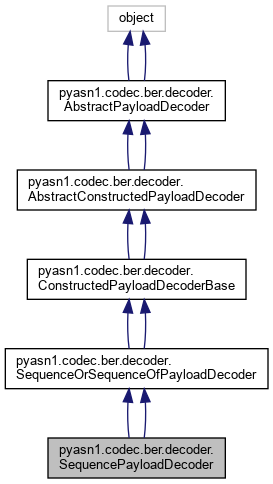 object
pyasn1.codec.ber.decoder.
AbstractPayloadDecoder
pyasn1.codec.ber.decoder.
AbstractConstructedPayloadDecoder
pyasn1.codec.ber.decoder.
ConstructedPayloadDecoderBase
pyasn1.codec.ber.decoder.
SequenceOrSequenceOfPayloadDecoder
pyasn1.codec.ber.decoder.
SequencePayloadDecoder